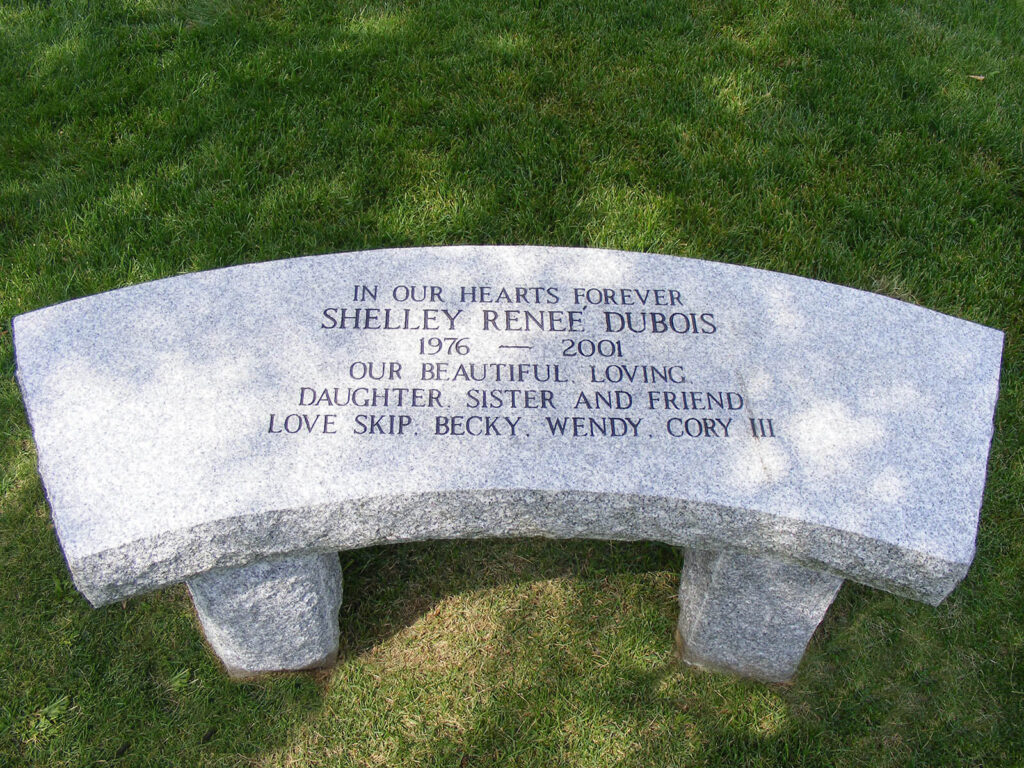 IN OUR HEARTS FOREVER
SHELLEY RENEÉ DUBOIS
1976 — 2001
OUR BEAUTIFUL, LOVING,
DAUGHTER, SISTER AND FRIEND
LOVE SKIP, BECKY, WENDY, CORY III